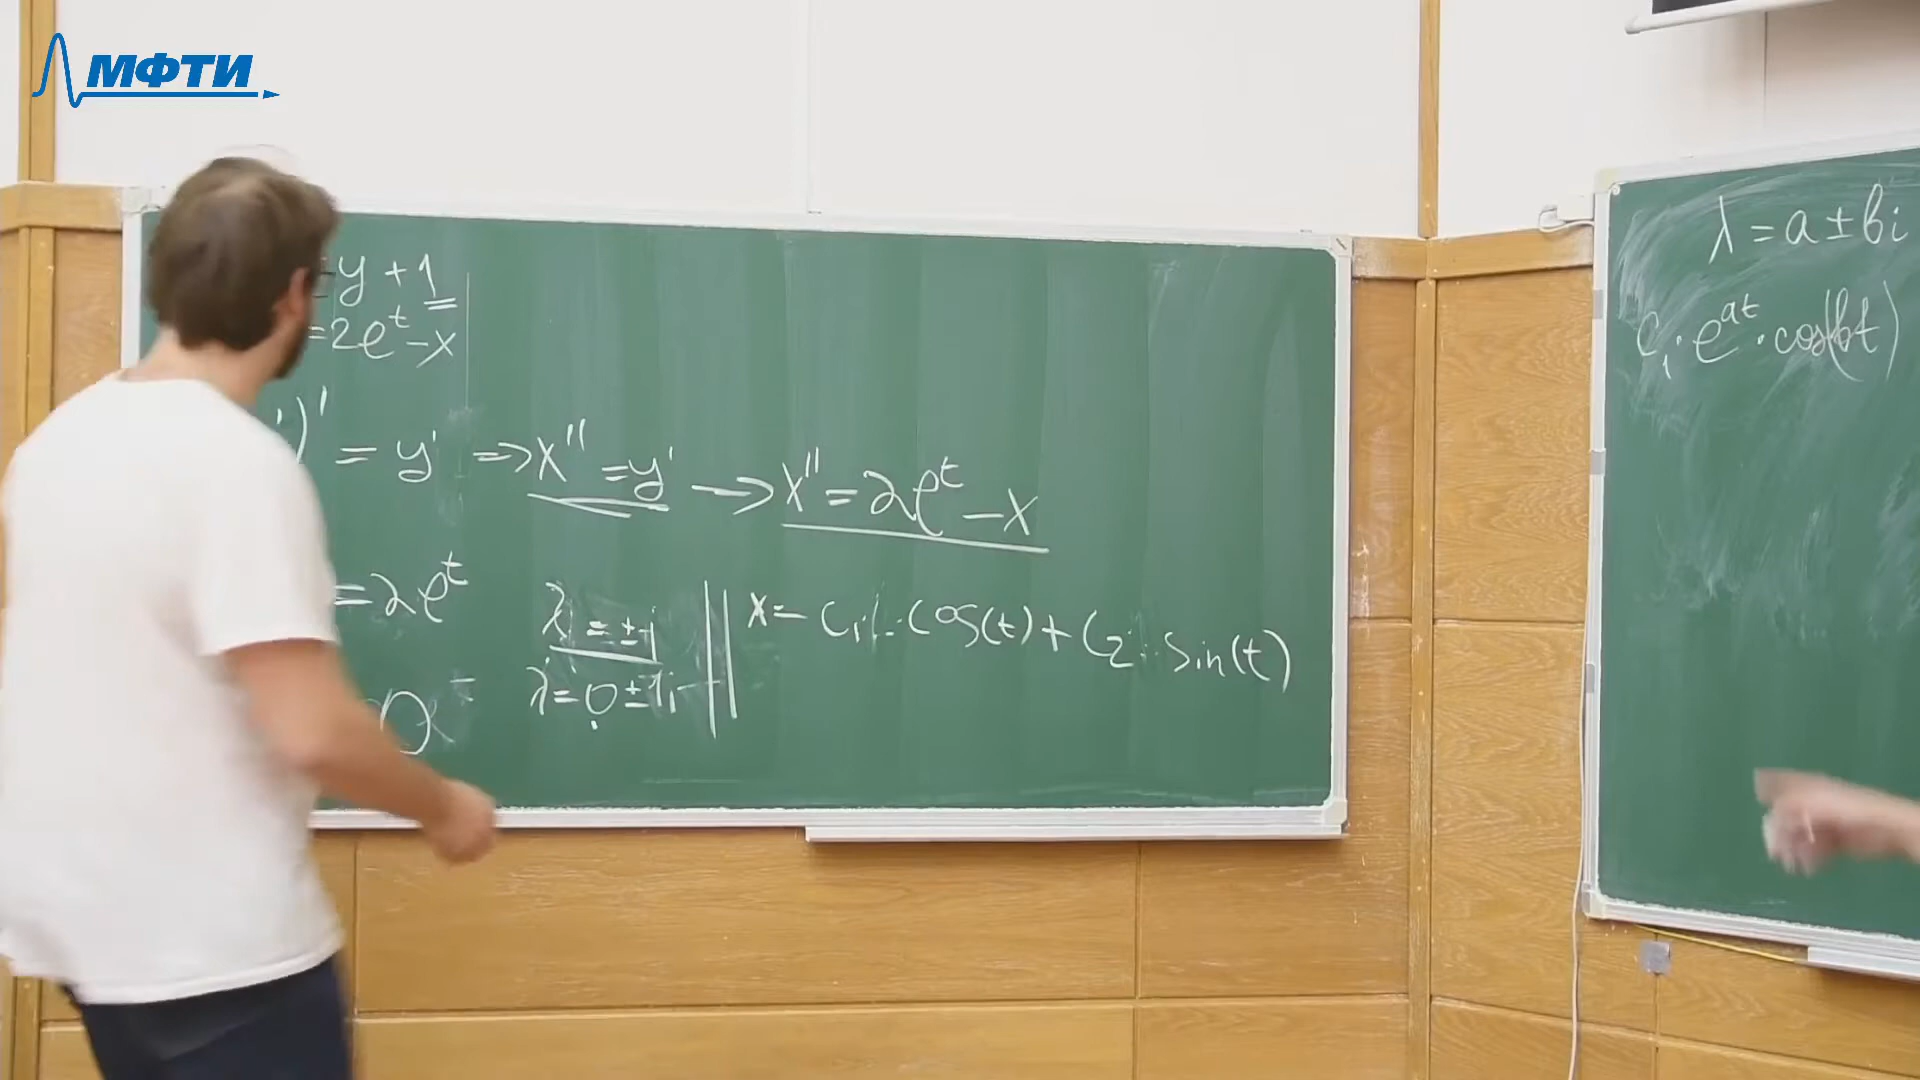 МФТИ
= y + 1
= 2e^t - x
')' = y' => x'' = y' -> x'' = 2e^t - x
= 2e^t
λ = ± i
x = C₁ · cos(t) + C₂ · sin(t)
λ = 0 ± 1i
λ = a ± bi
C₁ · e^{at} · cos(bt)